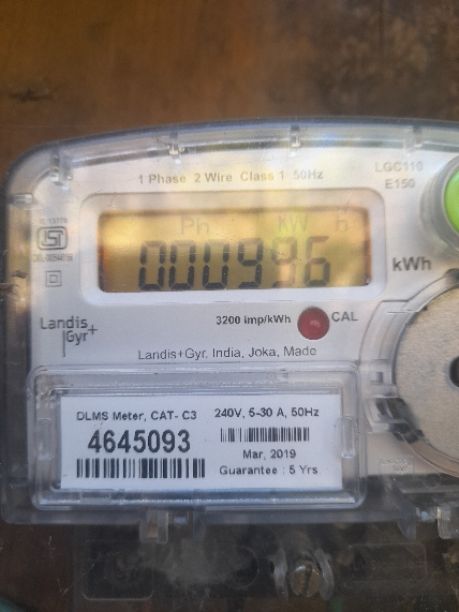 LGC110
E150
1 Phase 2 Wire Class 1 50Hz
Ph KW h
000996
kWh
3200 imp/kWh CAL
Landis
Gyr+
Landis+Gyr, India, Joka, Made
DLMS Meter, CAT- C3 240V, 5-30 A, 50Hz
4645093
Mar, 2019
Guarantee : 5 Yrs